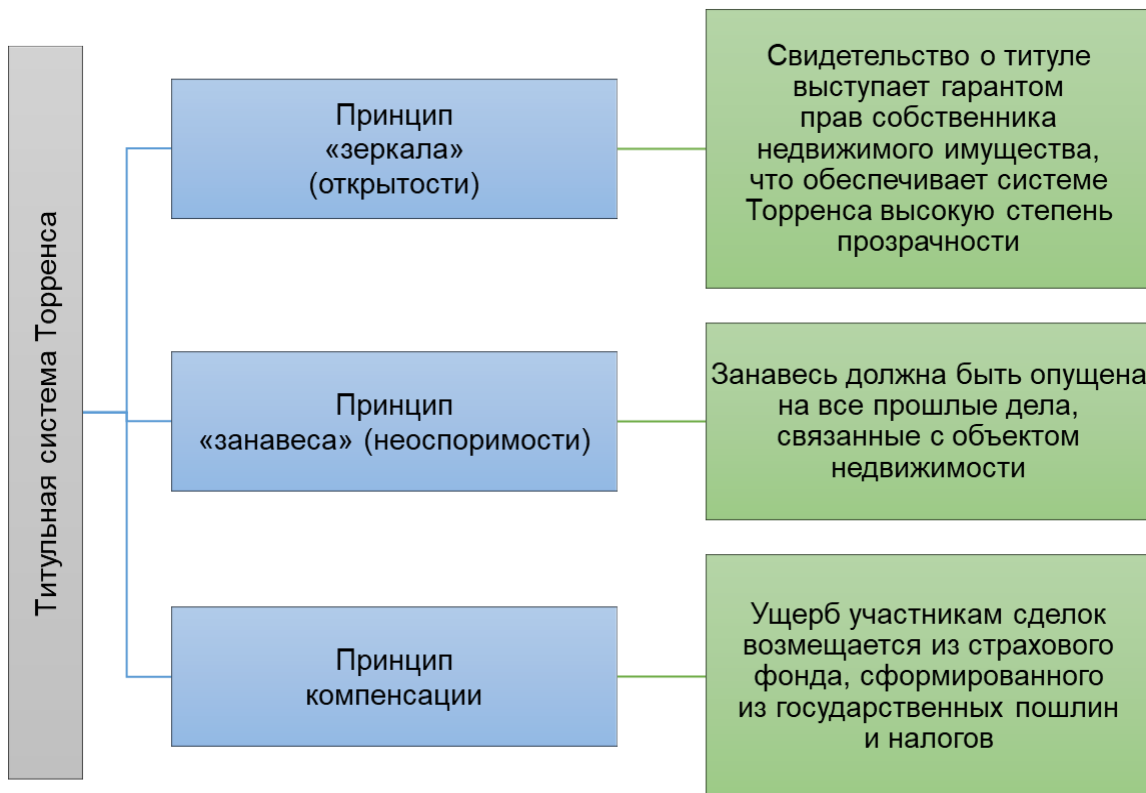 Титульная система Торренса
Принцип
«зеркала»
(открытости)
Свидетельство о титуле
выступает гарантом
прав собственника
недвижимого имущества,
что обеспечивает системе
Торренса высокую степень
прозрачности
Принцип
«занавеса» (неоспоримости)
Занавесь должна быть опущена
на все прошлые дела,
связанные с объектом
недвижимости
Принцип
компенсации
Ущерб участникам сделок
возмещается из страхового
фонда, сформированного
из государственных пошлин
и налогов